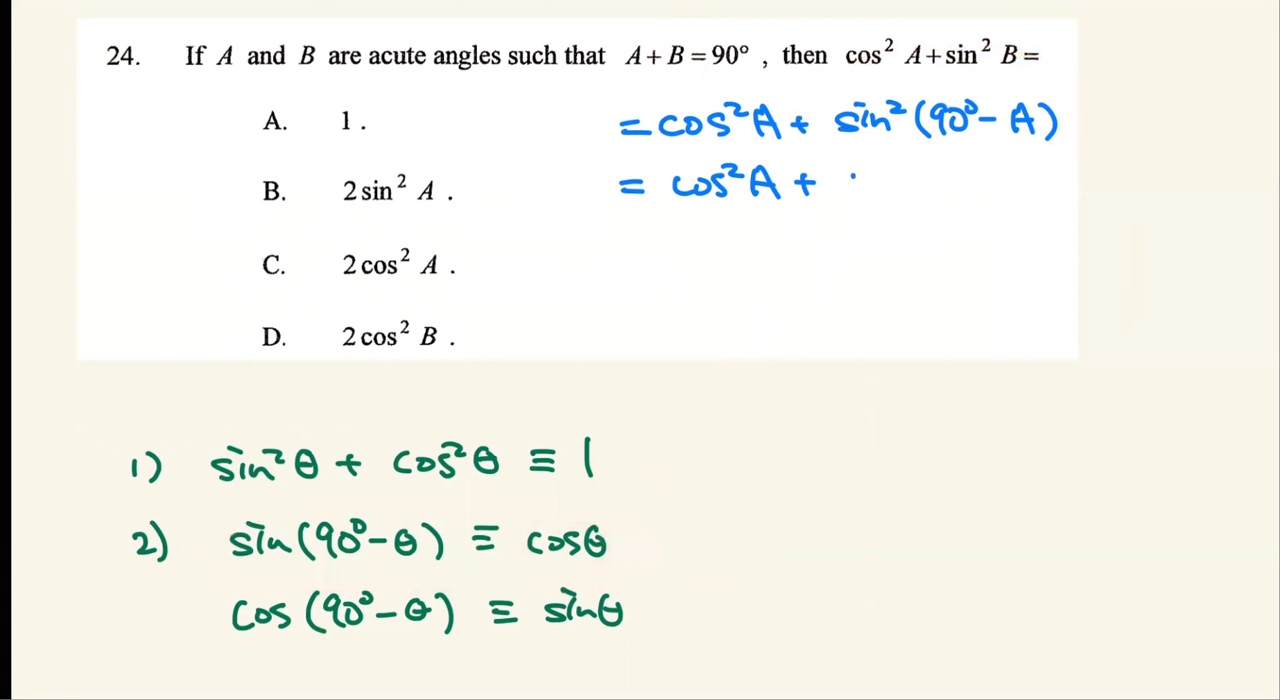 24. If A and B are acute angles such that A + B = 90° , then cos² A + sin² B =
A. 1 .
= cos²A + sin²(90° - A)
B. 2 sin² A .
= cos²A +
C. 2 cos² A .
D. 2 cos² B .
1) sin²θ + cos²θ ≡ 1
2) sin(90° - θ) ≡ cosθ
cos(90° - θ) ≡ sinθ